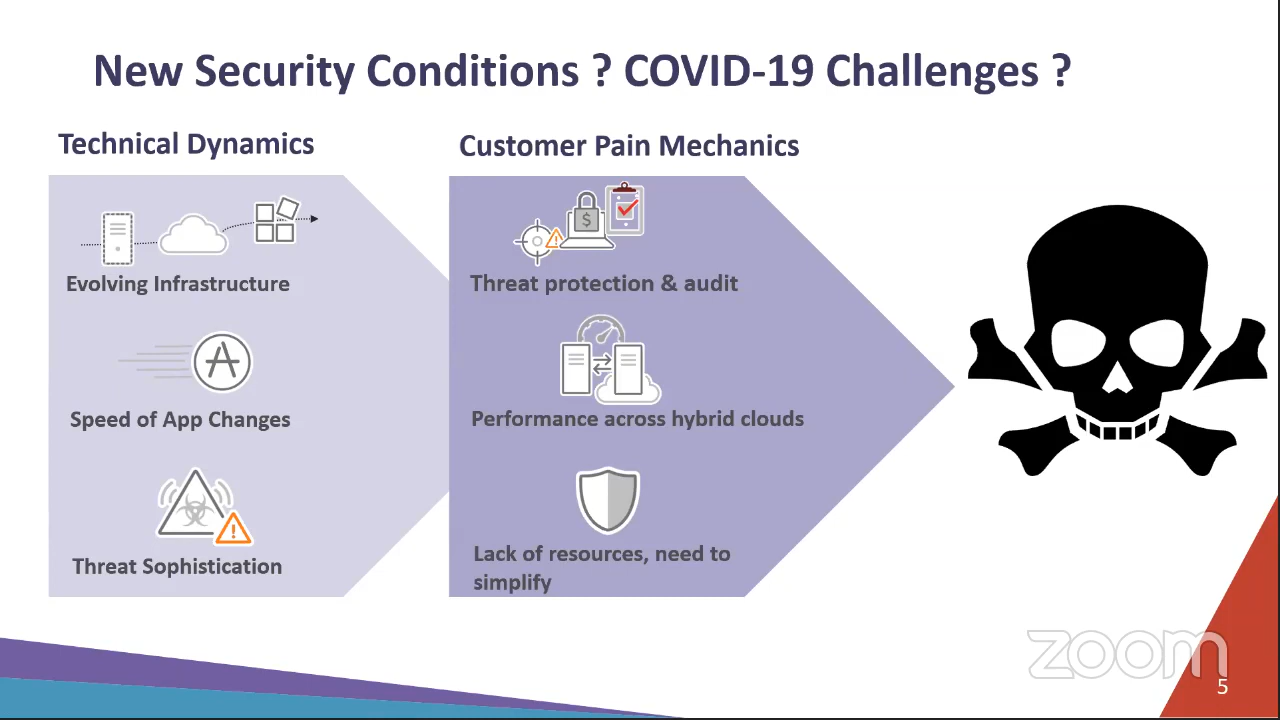 New Security Conditions ? COVID-19 Challenges ?
Technical Dynamics
Evolving Infrastructure
Speed of App Changes
Threat Sophistication
Customer Pain Mechanics
$
Threat protection & audit
Performance across hybrid clouds
Lack of resources, need to
simplify
zoom
5